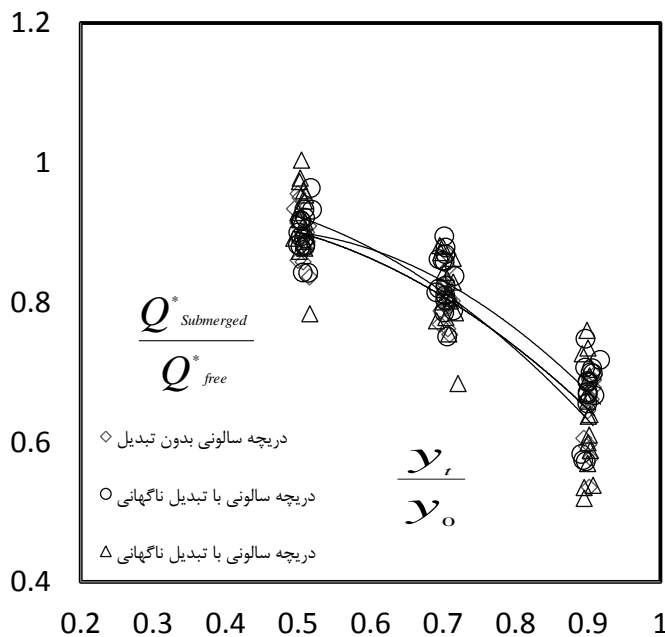 1.2
1
0.8
0.6
0.4
Q*Submerged
Q*free
دریچه سالونی بدون تبدیل
دریچه سالونی با تبدیل ناگهانی
دریچه سالونی با تبدیل ناگهانی
yt
yo
0.2 0.3 0.4 0.5 0.6 0.7 0.8 0.9 1